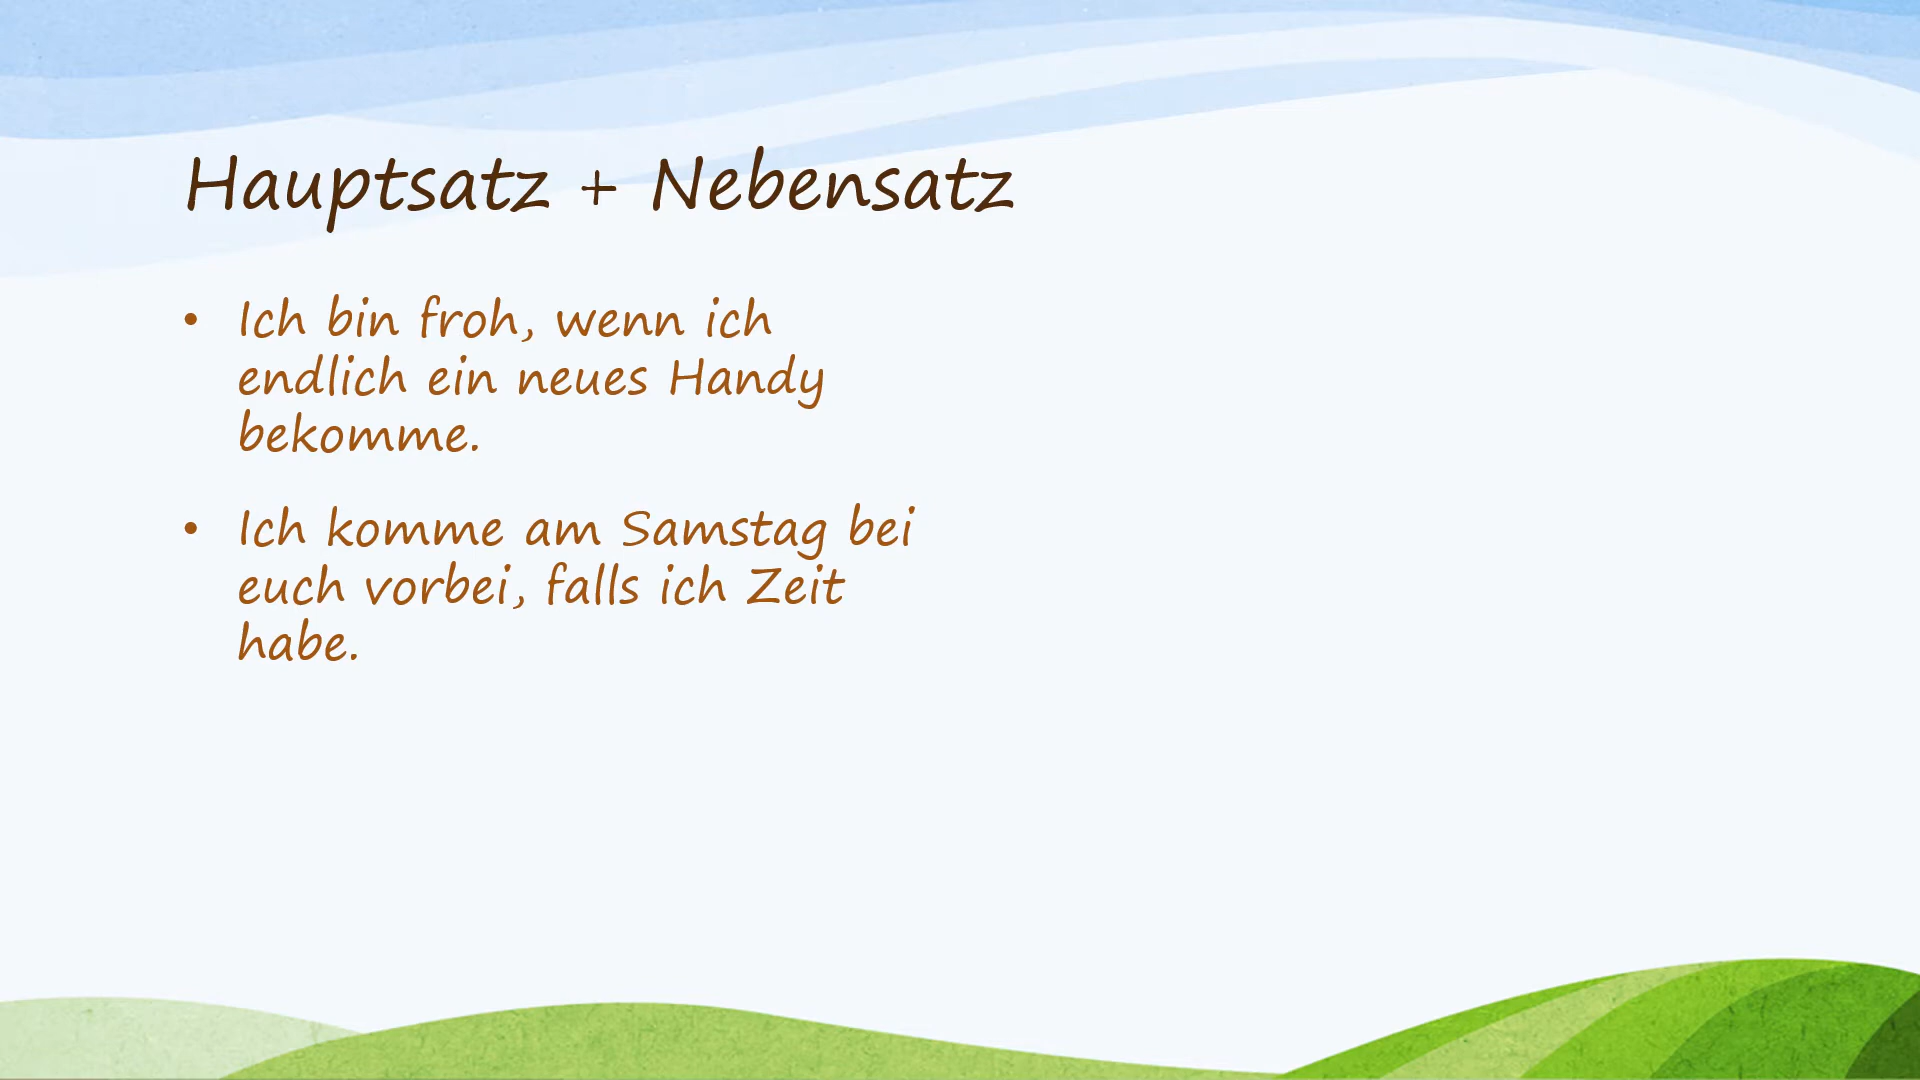 Hauptsatz + Nebensatz
• Ich bin froh, wenn ich
endlich ein neues Handy
bekomme.
• Ich komme am Samstag bei
euch vorbei, falls ich Zeit
habe.